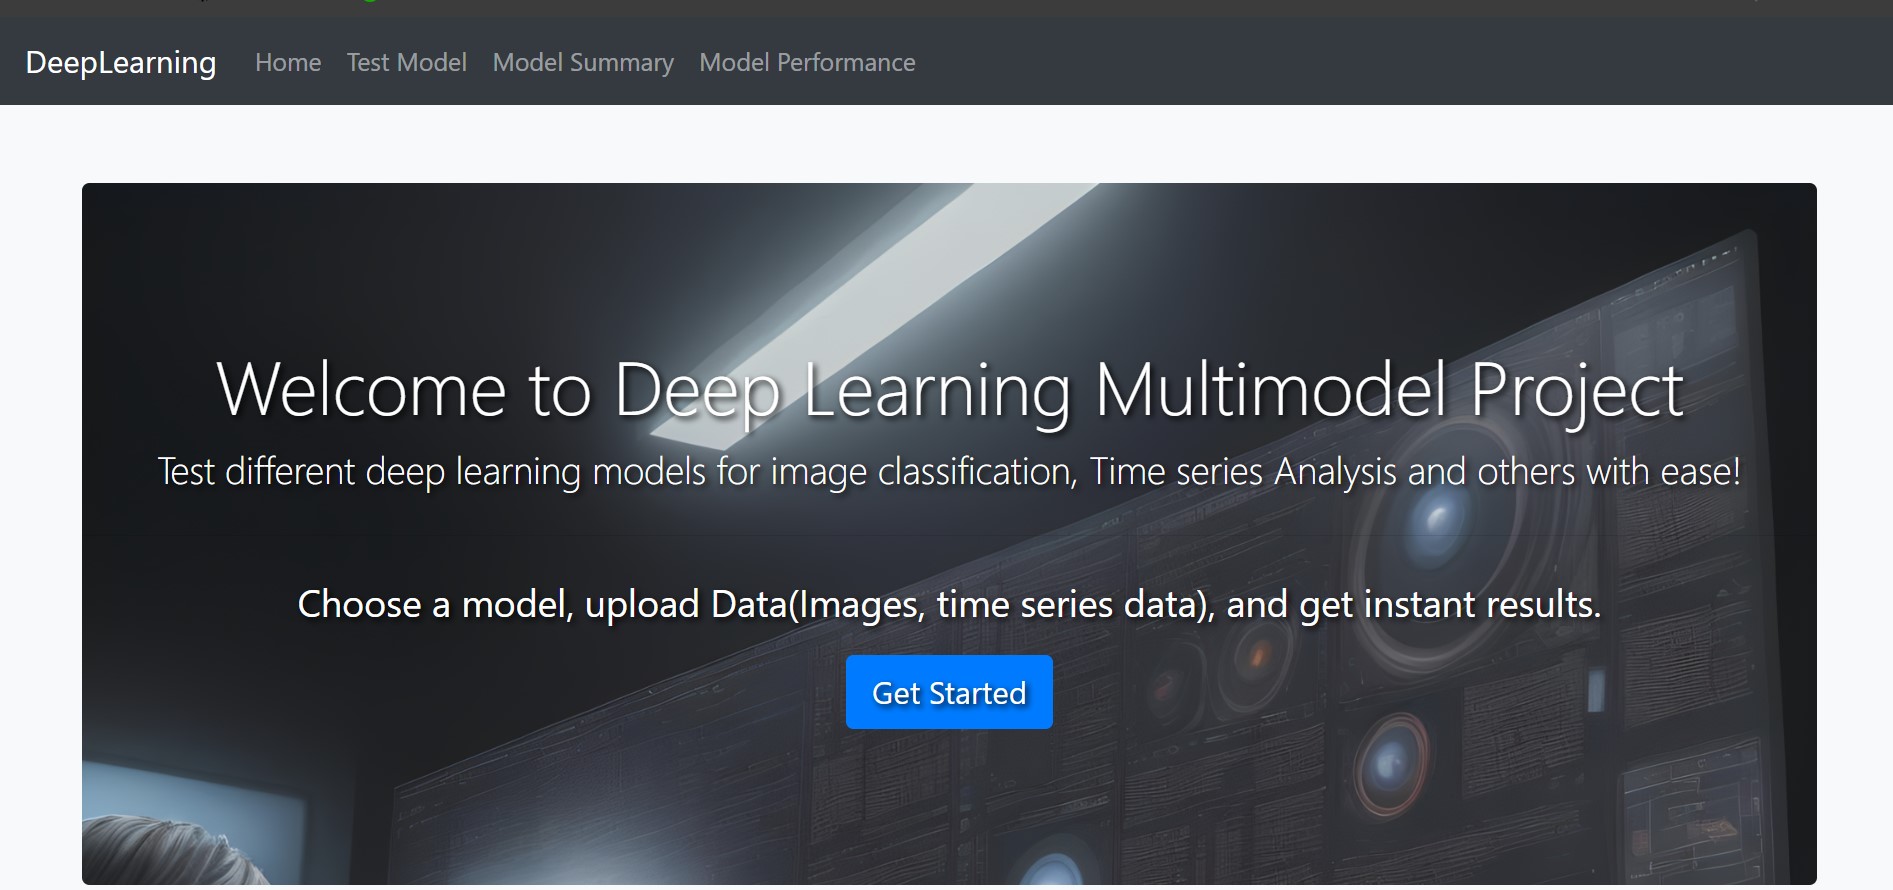 DeepLearning Home Test Model Model Summary Model Performance
Welcome to Deep Learning Multimodel Project
Test different deep learning models for image classification, Time series Analysis and others with ease!
Choose a model, upload Data(Images, time series data), and get instant results.
Get Started